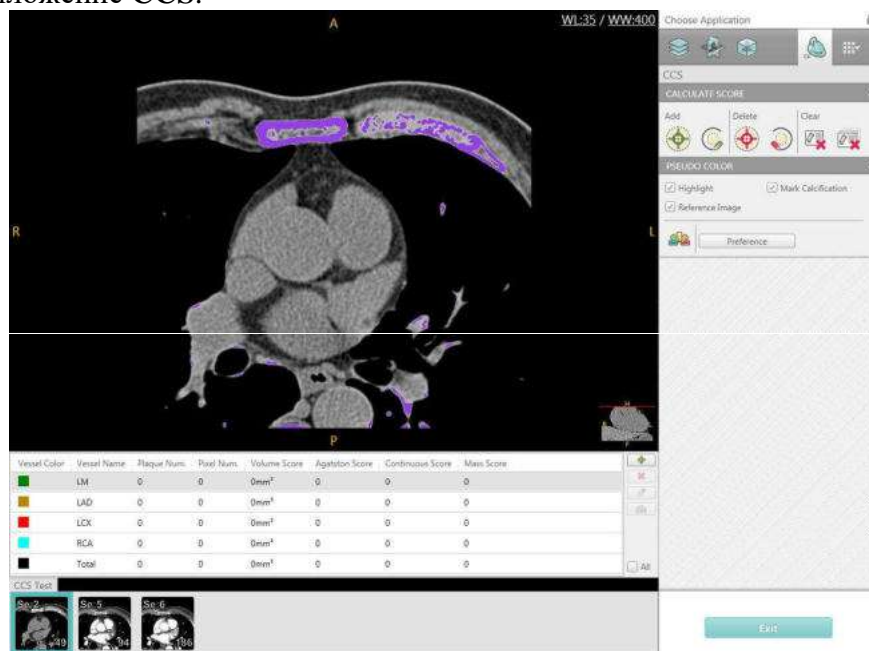 ложение CCS.
A
WL:35 / WW:400
Choose Application
CCS
CALCULATE SCORE
Add Delete Clear
PSEUDO COLOR
Highlight Mark Calcification
Reference Image
Preference
R L
H
P
Vessel Color Vessel Name Plaque Num. Pixel Num. Volume Score Agatston Score Continuous Score Mass Score
LM 0 0 0mm³ 0 0 0
LAD 0 0 0mm³ 0 0 0
LCX 0 0 0mm³ 0 0 0
RCA 0 0 0mm³ 0 0 0
Total 0 0 0mm³ 0 0 0
All
CCS Test
Se 2 Se 5 Se 6
49 94 186
Exit